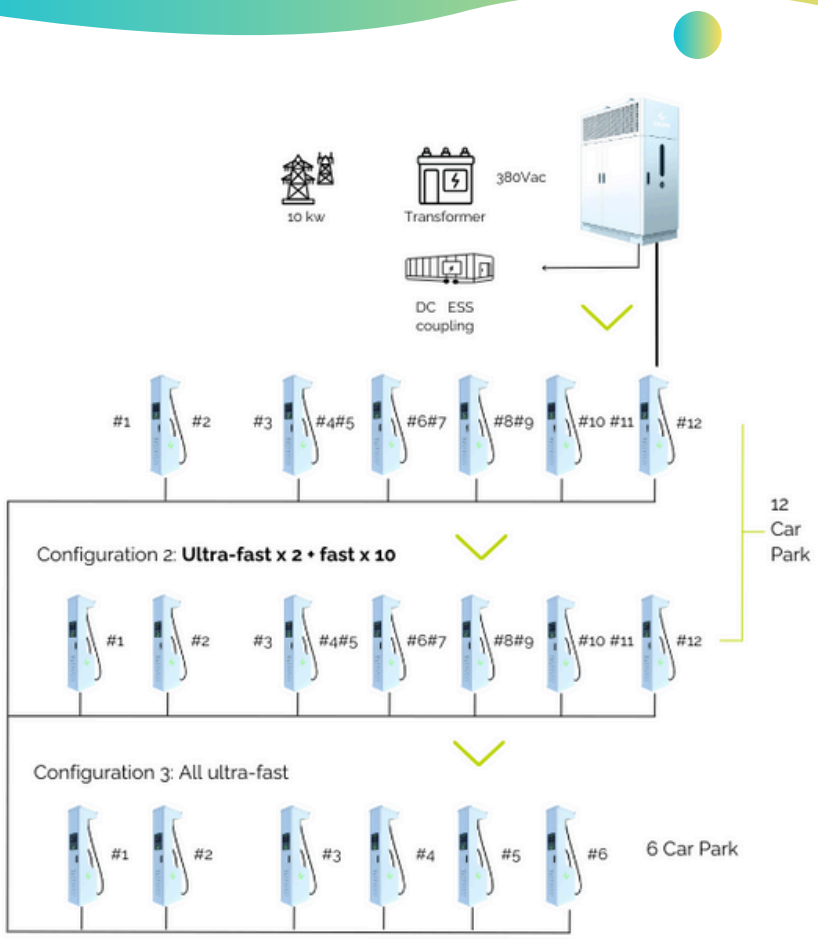 380Vac
10 kw
Transformer
DC ESS
coupling
#1 #2 #3 #4#5 #6#7 #8#9 #10 #11 #12
12
Car
Park
Configuration 2: Ultra-fast x 2 + fast x 10
#1 #2 #3 #4#5 #6#7 #8#9 #10 #11 #12
Configuration 3: All ultra-fast
#1 #2 #3 #4 #5 #6 6 Car Park